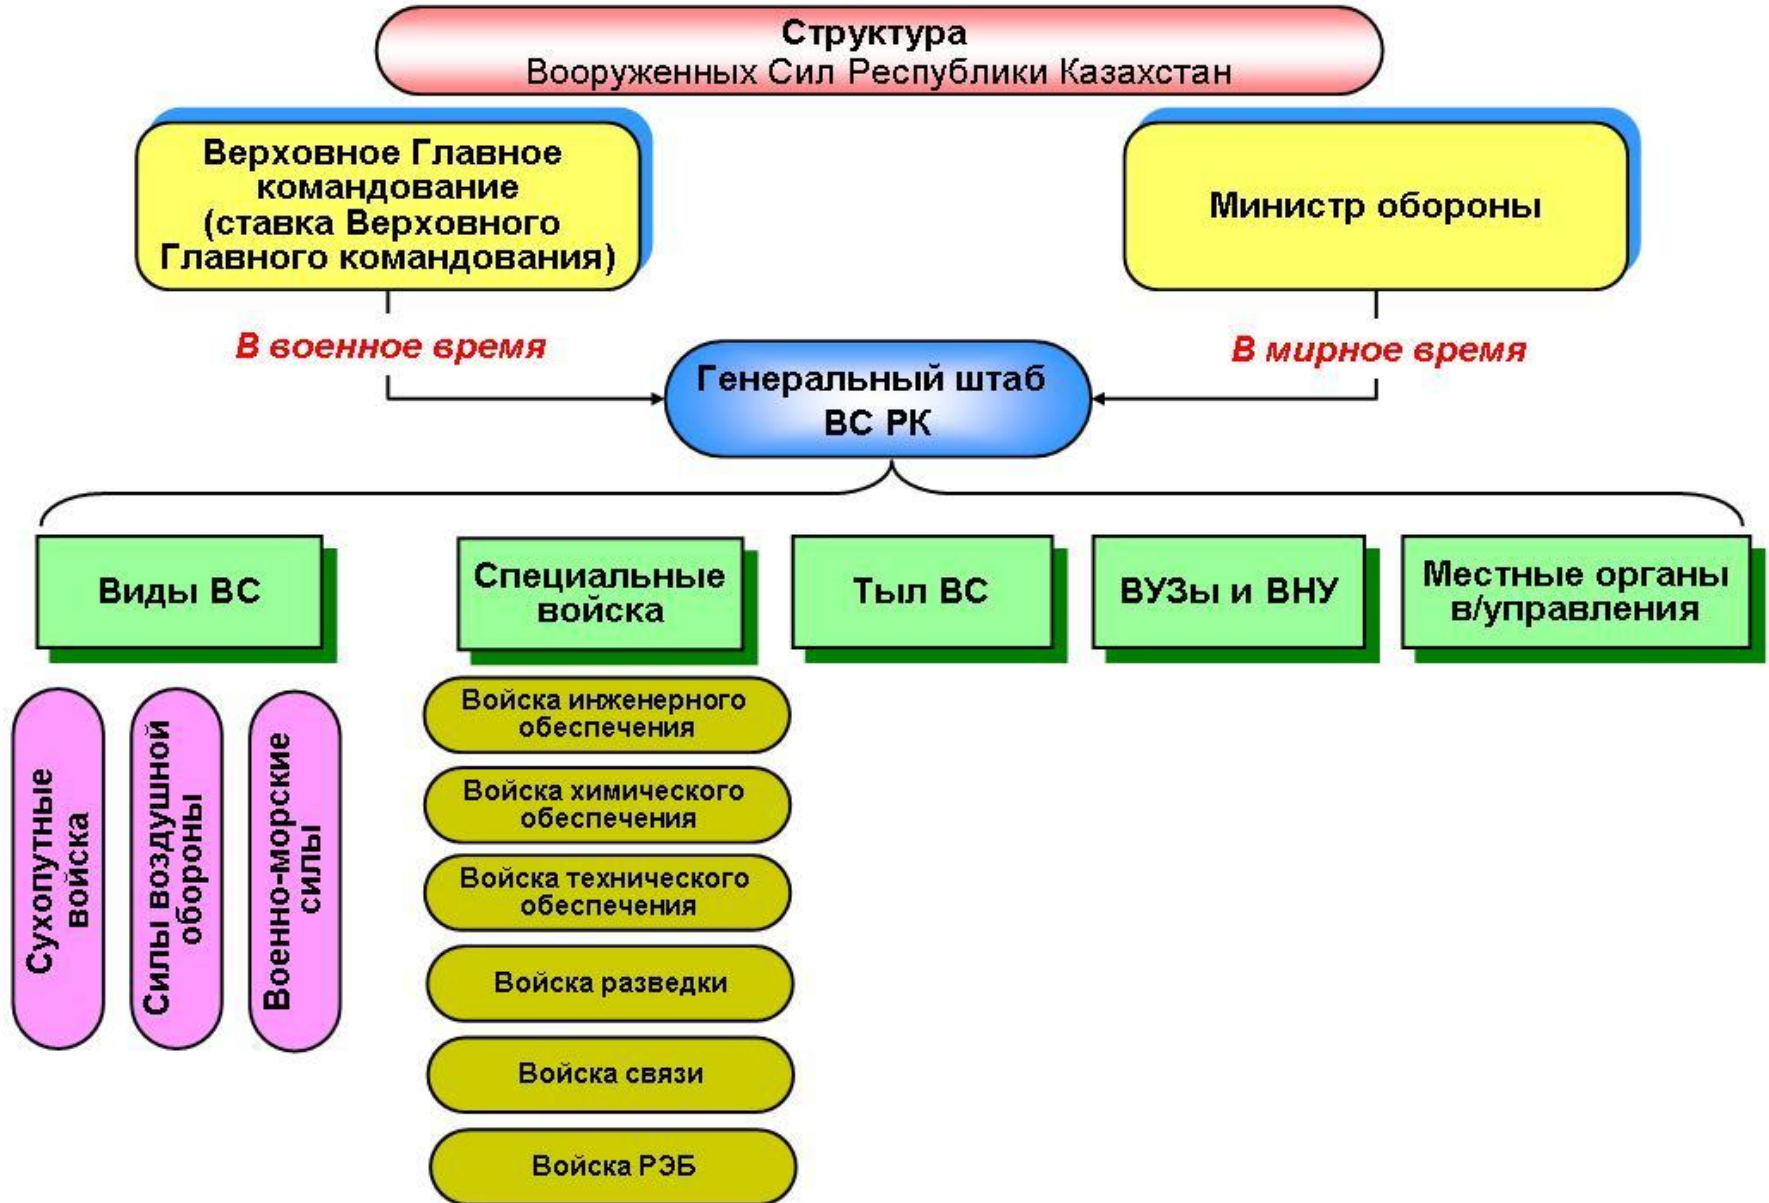 Структура
Вооруженных Сил Республики Казахстан
Верховное Главное
командование
(ставка Верховного
Главного командования)
Министр обороны
В военное время
В мирное время
Генеральный штаб
ВС РК
Виды ВС
Специальные
войска
Тыл ВС
ВУЗы и ВНУ
Местные органы
в/управления
Сухопутные
войска
Силы воздушной
обороны
Военно-морские
силы
Войска инженерного
обеспечения
Войска химического
обеспечения
Войска технического
обеспечения
Войска разведки
Войска связи
Войска РЭБ